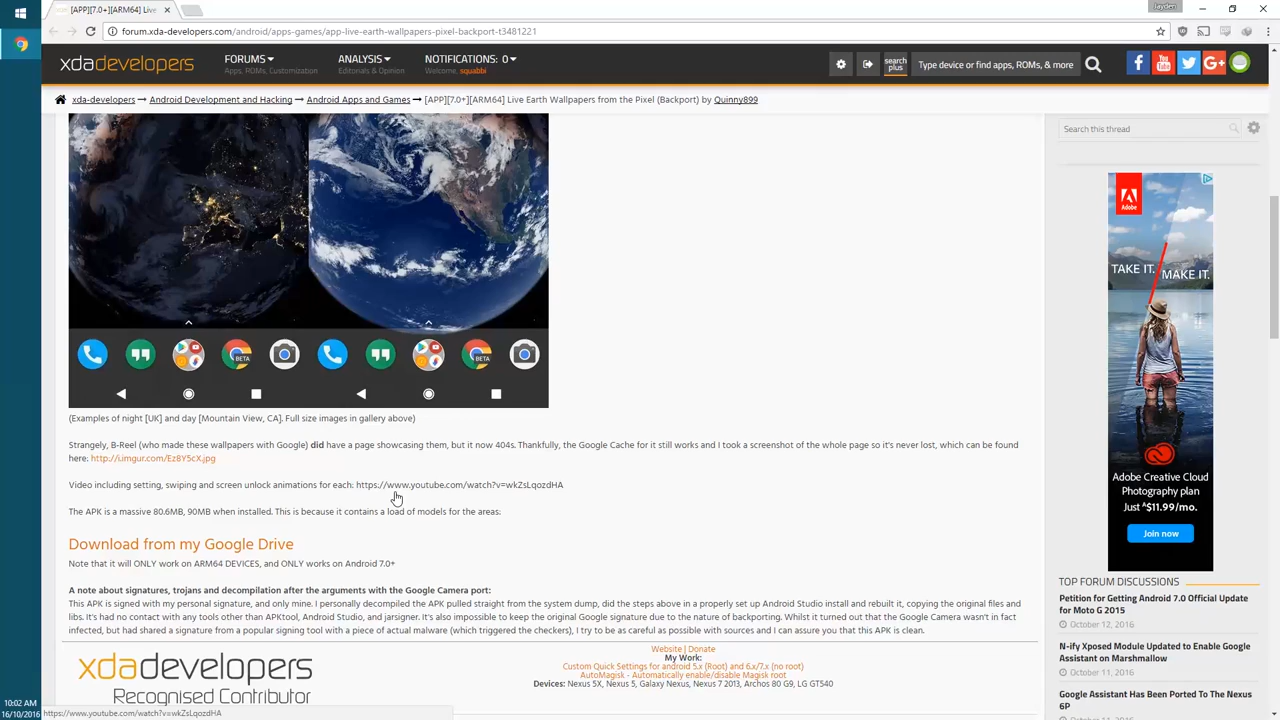 [APP][7.0+][ARM64] Live
Jayden
forum.xda-developers.com/android/apps-games/app-live-earth-wallpapers-pixel-backport-t3481221
xdadevelopers
FORUMS
Apps, ROMs, Customization
ANALYSIS
Editorials & Opinion
NOTIFICATIONS: 0
Welcome, squabbi
search
plus
Type device or find apps, ROMs, & more
xda-developers → Android Development and Hacking → Android Apps and Games → [APP][7.0+][ARM64] Live Earth Wallpapers from the Pixel (Backport) by Quinny899
Search this thread
BETA
BETA
(Examples of night [UK] and day [Mountain View, CA]. Full size images in gallery above)
Strangely, B-Reel (who made these wallpapers with Google) did have a page showcasing them, but it now 404s. Thankfully, the Google Cache for it still works and I took a screenshot of the whole page so it's never lost, which can be found
here: http://i.imgur.com/Ez8Y5cX.jpg
Video including setting, swiping and screen unlock animations for each: https://www.youtube.com/watch?v=wkZsLqozdHA
The APK is a massive 80.6MB, 90MB when installed. This is because it contains a load of models for the areas:
Download from my Google Drive
Note that it will ONLY work on ARM64 DEVICES, and ONLY works on Android 7.0+
A note about signatures, trojans and decompilation after the arguments with the Google Camera port:
This APK is signed with my personal signature, and only mine. I personally decompiled the APK pulled straight from the system dump, did the steps above in a properly set up Android Studio install and rebuilt it, copying the original files and
libs. It's had no contact with any tools other than APKtool, Android Studio, and jarsigner. It's also impossible to keep the original Google signature due to the nature of backporting. Whilst it turned out that the Google Camera wasn't in fact
infected, but had shared a signature from a popular signing tool with a piece of actual malware (which triggered the checkers), I try to be as careful as possible with sources and I can assure you that this APK is clean.
xdadevelopers
Recognised Contributor
Website | Donate
My Work:
Custom Quick Settings for android 5.x (Root) and 6.x/7.x (no root)
AutoMagisk - Automatically enable/disable Magisk root
Devices: Nexus 5X, Nexus 5, Galaxy Nexus, Nexus 7 2013, Archos 80 G9, LG GT540
Adobe
TAKE IT. MAKE IT.
Adobe Creative Cloud
Photography plan
Just A$11.99/mo.
Join now
TOP FORUM DISCUSSIONS
Petition for Getting Android 7.0 Official Update
for Moto G 2015
October 12, 2016
N-ify Xposed Module Updated to Enable Google
Assistant on Marshmallow
October 11, 2016
Google Assistant Has Been Ported To The Nexus
6P
October 9, 2016
10:02 AM
16/10/2016
https://www.youtube.com/watch?v=wkZsLqozdHA